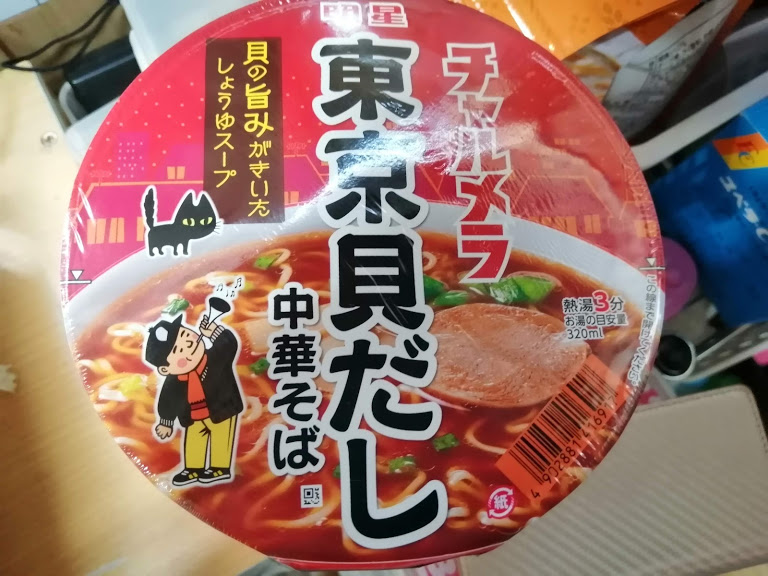 明星
チャルメラ
東京貝だし
中華そば
貝の旨みがきいた
しょうゆスープ
熱湯3分
お湯の目安量
320ml
紙